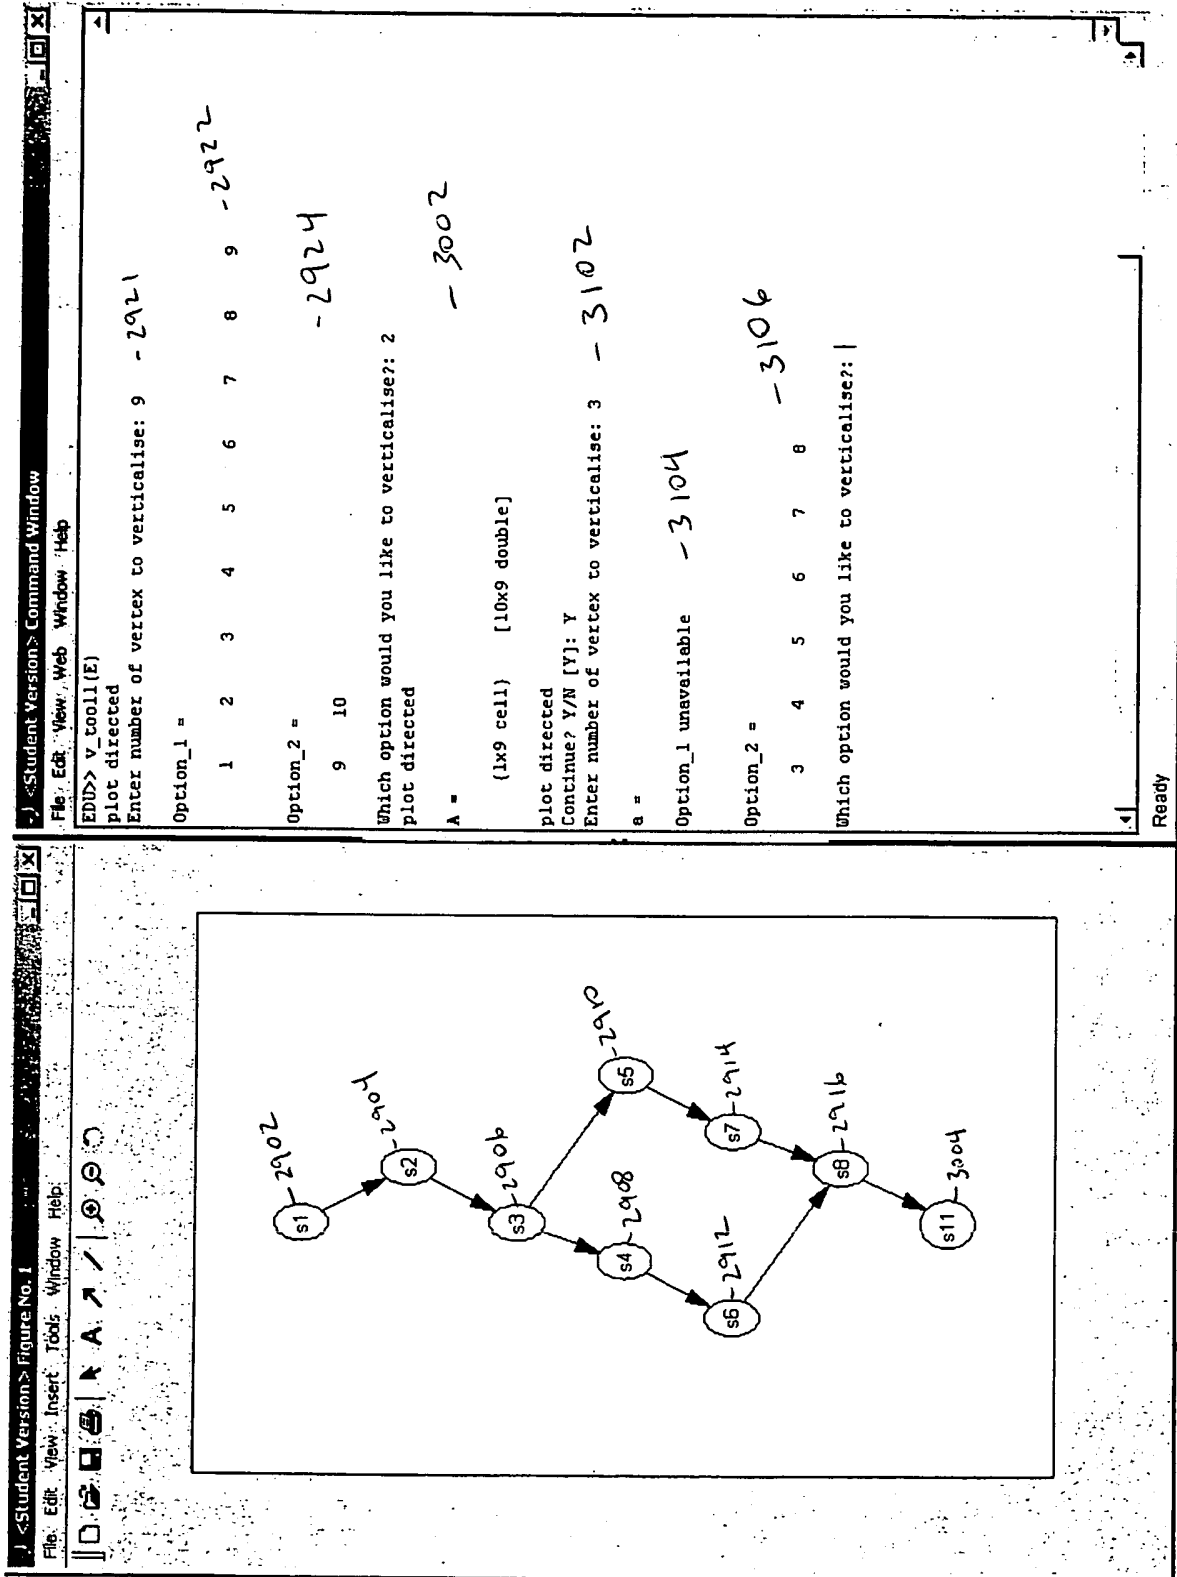 <Student Version> Figure No. 1
File Edit View Insert Tools Window Help
A
s1 - 2902
s2 - 2904
s3 - 2906
s4 - 2908
s5 - 2910
s6 - 2912
s7 - 2914
s8 - 2916
s11 - 3004
<Student Version> Command Window
File Edit View Web Window Help
EDU>> v_tool1(E)
plot directed
Enter number of vertex to verticalise: 9 - 2921
Option_1 =
1 2 3 4 5 6 7 8 9 - 2922
Option_2 = - 2924
9 10
Which option would you like to verticalise?: 2
plot directed
A = - 3002
{1x9 cell} [10x9 double]
plot directed
Continue? Y/N [Y]: Y
Enter number of vertex to verticalise: 3 - 3102
a =
Option_1 unavailable - 3104
Option_2 =
3 4 5 6 7 8 - 3106
Which option would you like to verticalise?: |
Ready